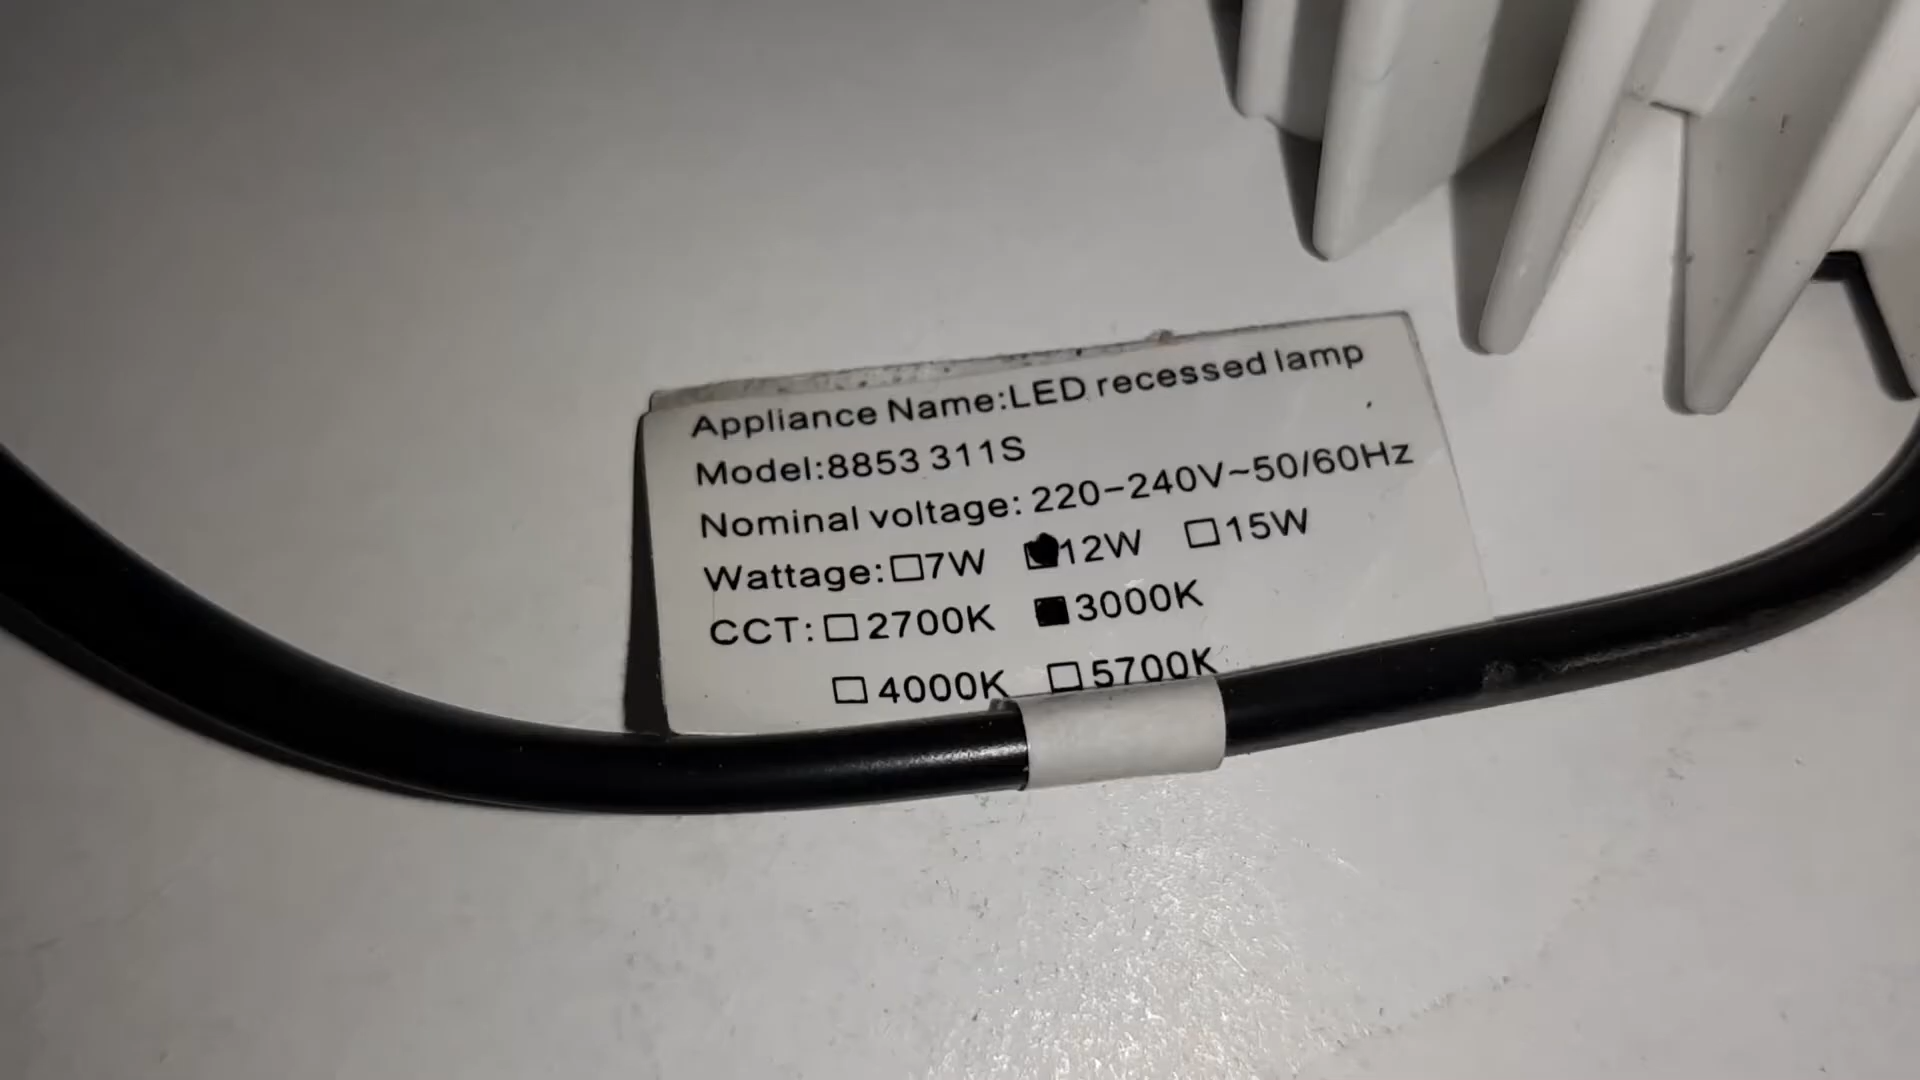 Appliance Name:LED recessed lamp
Model:8853 311S
Nominal voltage: 220-240V~50/60Hz
Wattage:☐7W ■12W ☐15W
CCT:☐2700K ■3000K
☐4000K ☐5700K